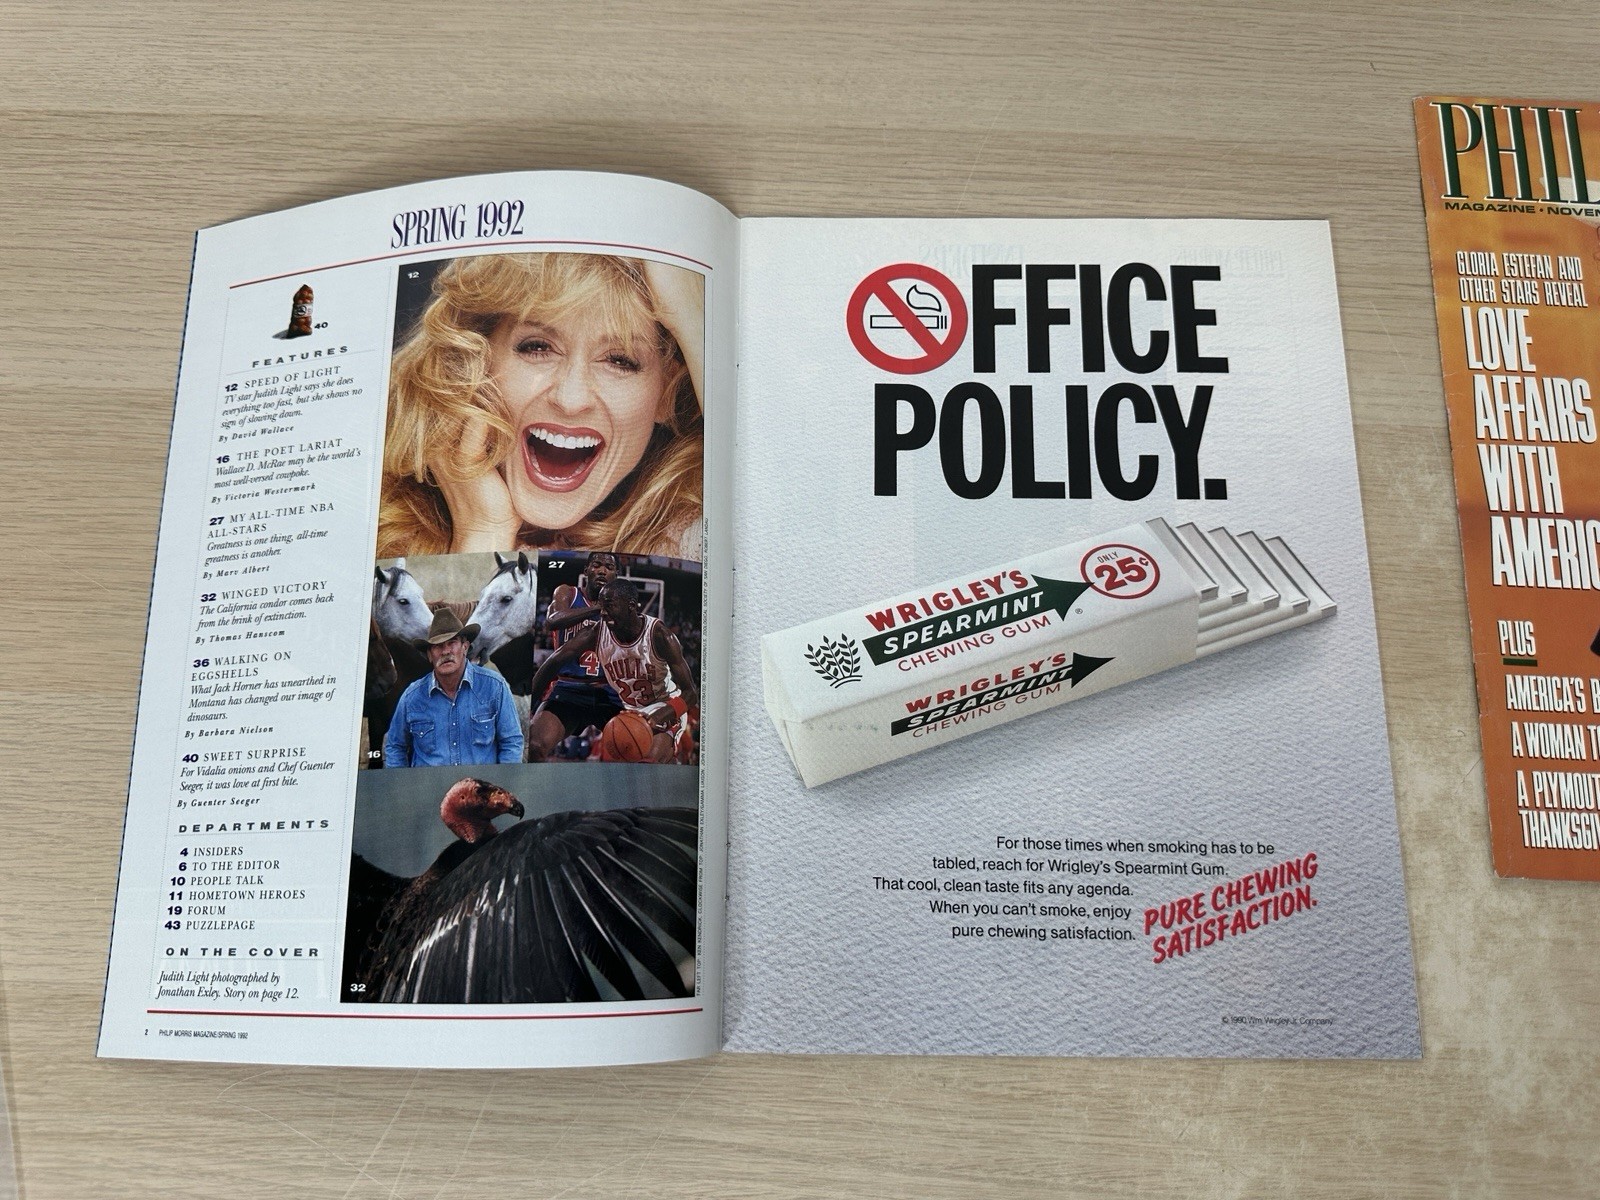 SPRING 1992
40
FEATURES
12 SPEED OF LIGHT
TV star Judith Light says she does
everything too fast, but she shows no
sign of slowing down.
By David Wallace
16 THE POET LARIAT
Wallace D. McRae may be the world's
most well-versed cowpoke.
By Victoria Westermark
27 MY ALL-TIME NBA
ALL-STARS
Greatness is one thing, all-time
greatness is another.
By Marv Albert
32 WINGED VICTORY
The California condor comes back
from the brink of extinction.
By Thomas Hanscom
36 WALKING ON
EGGSHELLS
What Jack Horner has unearthed in
Montana has changed our image of
dinosaurs.
By Barbara Nielson
40 SWEET SURPRISE
For Vidalia onions and Chef Guenter
Seeger, it was love at first bite.
By Guenter Seeger
DEPARTMENTS
4 INSIDERS
6 TO THE EDITOR
10 PEOPLE TALK
11 HOMETOWN HEROES
19 FORUM
43 PUZZLEPAGE
ON THE COVER
Judith Light photographed by
Jonathan Exley. Story on page 12.
2 PHILIP MORRIS MAGAZINE/SPRING 1992
12
27
4
BULLS
23
16
32
FFICE
POLICY.
ONLY
25¢
WRIGLEY'S
SPEARMINT
CHEWING GUM
®
WRIGLEY'S
SPEARMINT
CHEWING GUM
For those times when smoking has to be
tabled, reach for Wrigley's Spearmint Gum.
That cool, clean taste fits any agenda.
When you can't smoke, enjoy
pure chewing satisfaction.
PURE CHEWING
SATISFACTION.
© 1990 Wm. Wrigley Jr. Company
PHIL
MAGAZINE · NOVEM
GLORIA ESTEFAN AND
OTHER STARS REVEAL
LOVE
AFFAIRS
WITH
AMERIC
PLUS
AMERICA'S B
A WOMAN T
A PLYMOUT
THANKSGI